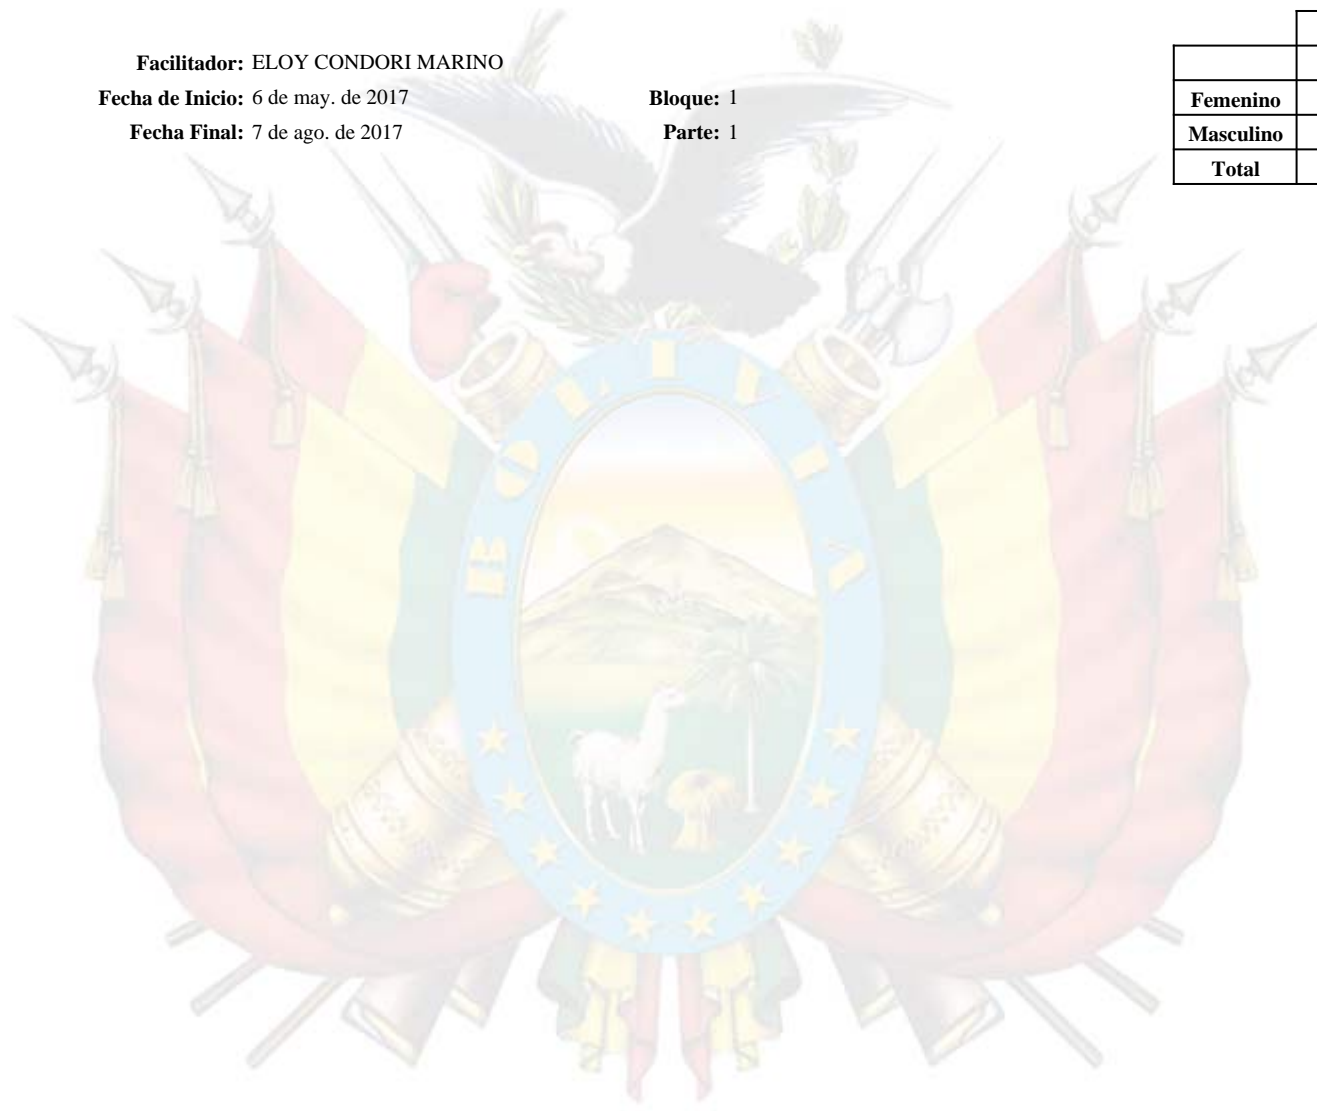 Facilitador: ELOY CONDORI MARINO
Fecha de Inicio: 6 de may. de 2017 Bloque: 1
Fecha Final: 7 de ago. de 2017 Parte: 1
Femenino
Masculino
Total
BOLIVIA